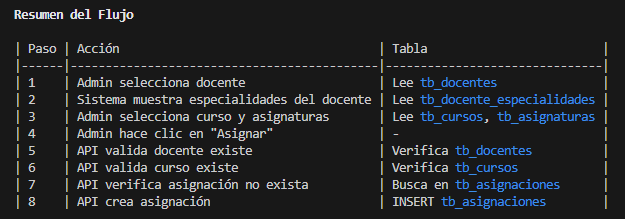 Resumen del Flujo
| Paso | Acción | Tabla |
|------|------------------------------------------|-----------------------------|
| 1 | Admin selecciona docente | Lee tb_docentes |
| 2 | Sistema muestra especialidades del docente | Lee tb_docente_especialidades |
| 3 | Admin selecciona curso y asignaturas | Lee tb_cursos, tb_asignaturas |
| 4 | Admin hace clic en "Asignar" | - |
| 5 | API valida docente existe | Verifica tb_docentes |
| 6 | API valida curso existe | Verifica tb_cursos |
| 7 | API verifica asignación no exista | Busca en tb_asignaciones |
| 8 | API crea asignación | INSERT tb_asignaciones |